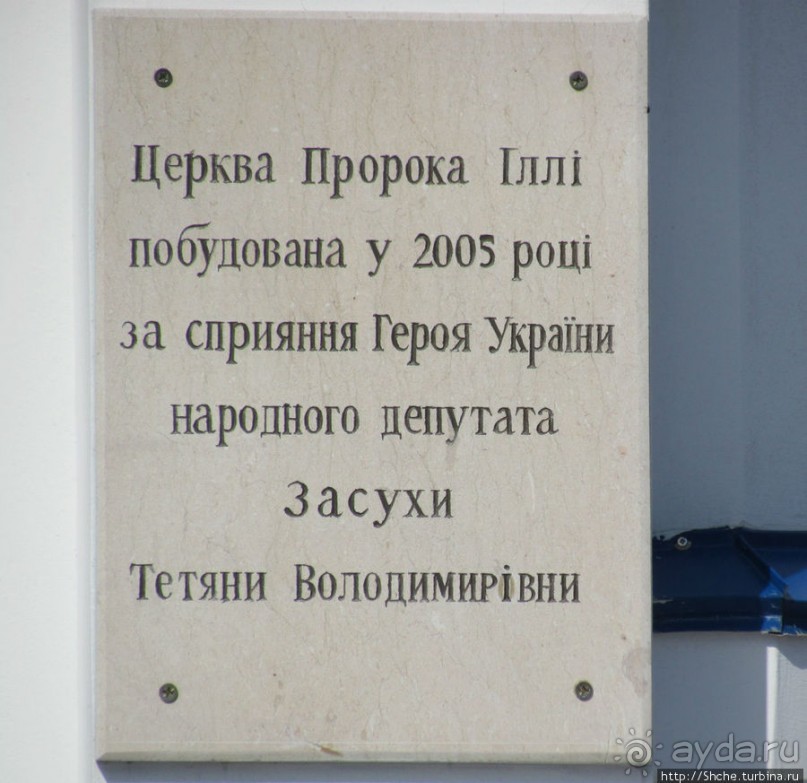 Церква Пророка Іллі
побудована у 2005 році
за сприяння Героя України
народного депутата
Засухи
Тетяни Володимирівни
ayda.ru
http://Shche.turbina.ru